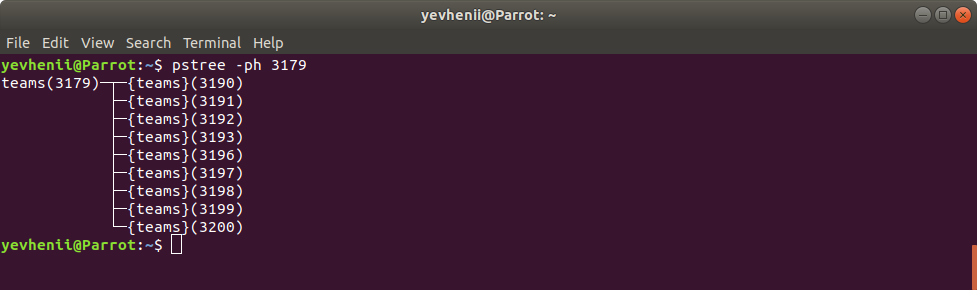 yevhenii@Parrot: ~
File Edit View Search Terminal Help
yevhenii@Parrot:~$ pstree -ph 3179
teams(3179)─┬─{teams}(3190)
            ├─{teams}(3191)
            ├─{teams}(3192)
            ├─{teams}(3193)
            ├─{teams}(3196)
            ├─{teams}(3197)
            ├─{teams}(3198)
            ├─{teams}(3199)
            └─{teams}(3200)
yevhenii@Parrot:~$